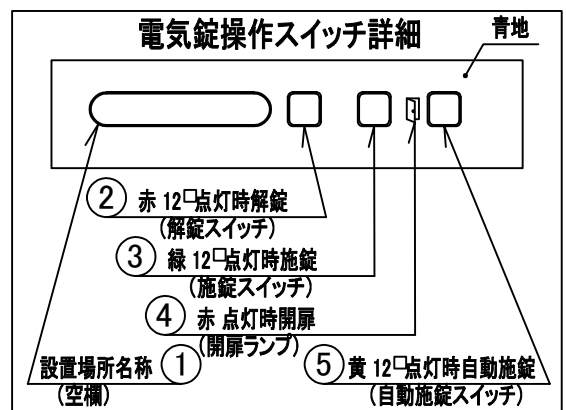 電気錠操作スイッチ詳細
青地
② 赤 12□点灯時解錠
(解錠スイッチ)
③ 緑 12□点灯時施錠
(施錠スイッチ)
④ 赤 点灯時開扉
(開扉ランプ)
設置場所名称 ①
(空欄)
⑤ 黄 12□点灯時自動施錠
(自動施錠スイッチ)